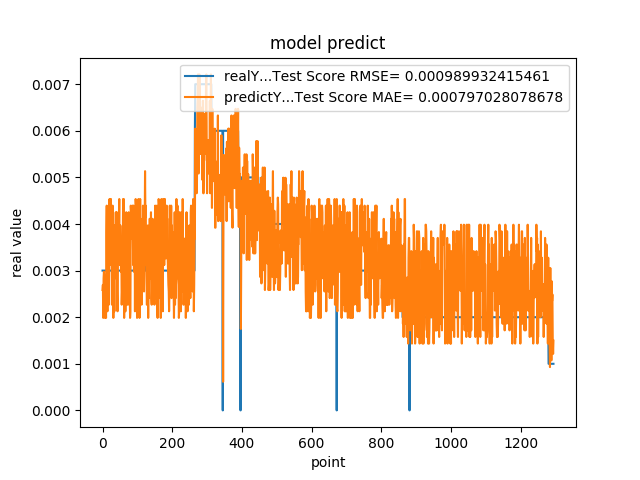 model predict
realY...Test Score RMSE= 0.000989932415461
predictY...Test Score MAE= 0.000797028078678
real value
0.007
0.006
0.005
0.004
0.003
0.002
0.001
0.000
0 200 400 600 800 1000 1200
point